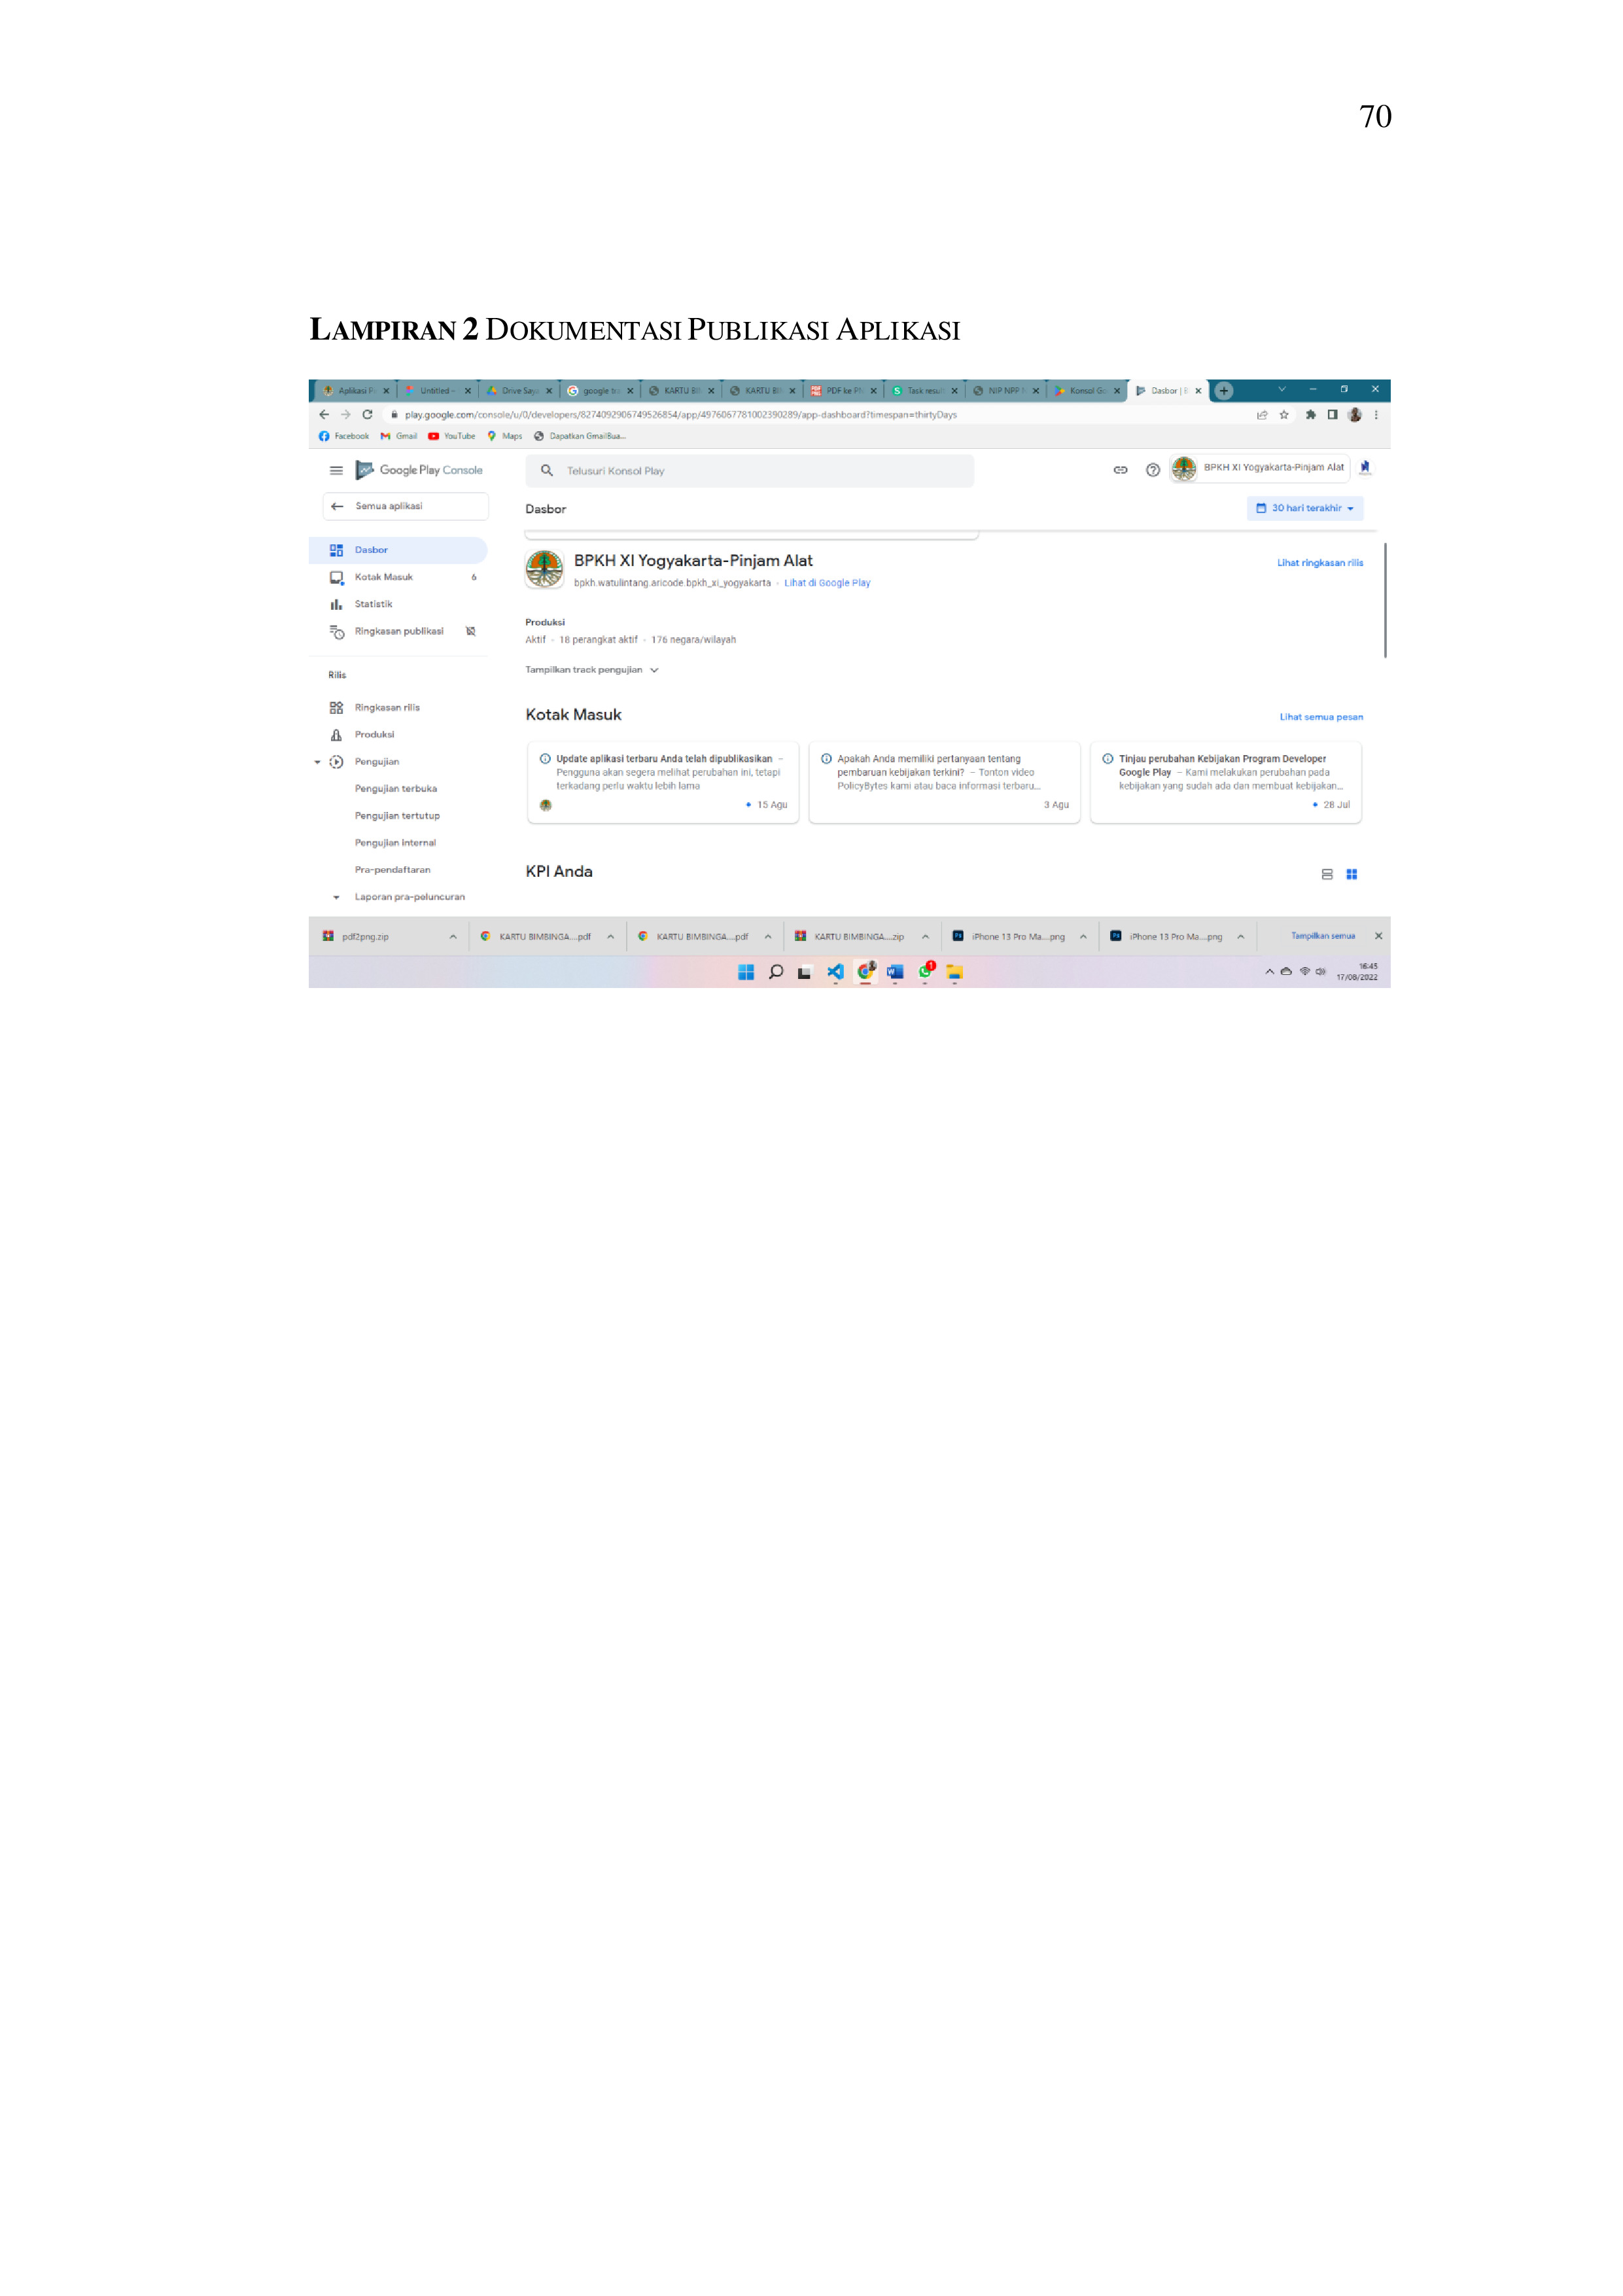 70
LAMPIRAN 2 DOKUMENTASI PUBLIKASI APLIKASI
Aplikasi P Untitled – Drive Saya google tra KARTU BI KARTU BI PDF ke PN Task result NIP NPP Konsol Go Dasbor |
play.google.com/console/u/0/developers/8274092906749526854/app/4976067781002390289/app-dashboard?timespan=thirtyDays
Facebook Gmail YouTube Maps Dapatkan GmailBua...
Google Play Console Telusuri Konsol Play BPKH XI Yogyakarta-Pinjam Alat
Semua aplikasi Dasbor 30 hari terakhir
Dasbor
Kotak Masuk 6
Statistik
Ringkasan publikasi
Rilis
Ringkasan rilis
Produksi
Pengujian
Pengujian terbuka
Pengujian tertutup
Pengujian internal
Pra-pendaftaran
Laporan pra-peluncuran
BPKH XI Yogyakarta-Pinjam Alat Lihat ringkasan rilis
bpkh.watulintang.aricode.bpkh_xi_yogyakarta · Lihat di Google Play
Produksi
Aktif · 18 perangkat aktif · 176 negara/wilayah
Tampilkan track pengujian
Kotak Masuk Lihat semua pesan
Update aplikasi terbaru Anda telah dipublikasikan –
Pengguna akan segera melihat perubahan ini, tetapi
terkadang perlu waktu lebih lama
15 Agu
Apakah Anda memiliki pertanyaan tentang
pembaruan kebijakan terkini? – Tonton video
PolicyBytes kami atau baca informasi terbaru...
3 Agu
Tinjau perubahan Kebijakan Program Developer
Google Play – Kami melakukan perubahan pada
kebijakan yang sudah ada dan membuat kebijakan...
28 Jul
KPI Anda
pdf2png.zip KARTU BIMBINGA....pdf KARTU BIMBINGA....pdf KARTU BIMBINGA....zip iPhone 13 Pro Ma....png iPhone 13 Pro Ma....png Tampilkan semua
16:45
17/08/2022